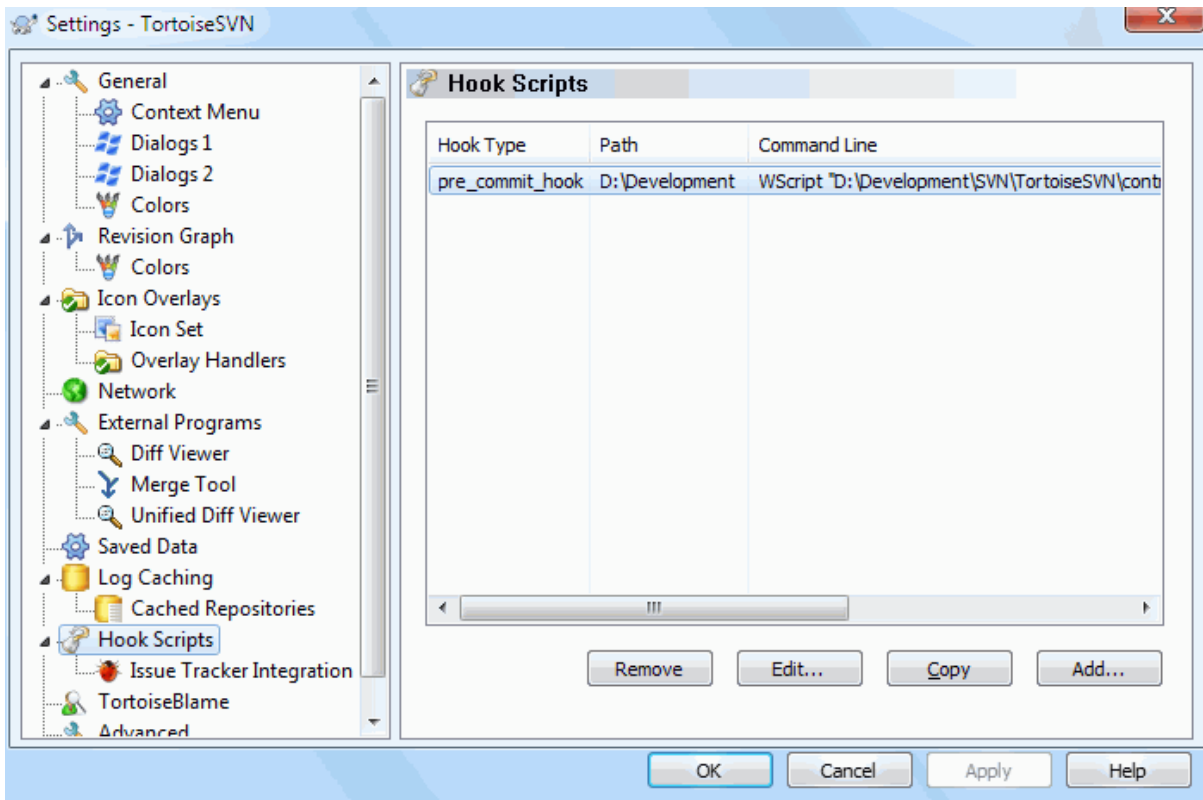 Settings - TortoiseSVN
General
Context Menu
Dialogs 1
Dialogs 2
Colors
Revision Graph
Colors
Icon Overlays
Icon Set
Overlay Handlers
Network
External Programs
Diff Viewer
Merge Tool
Unified Diff Viewer
Saved Data
Log Caching
Cached Repositories
Hook Scripts
Issue Tracker Integration
TortoiseBlame
Advanced
Hook Scripts
Hook Type Path Command Line
pre_commit_hook D:\Development WScript "D:\Development\SVN\TortoiseSVN\contr
Remove Edit... Copy Add...
OK Cancel Apply Help